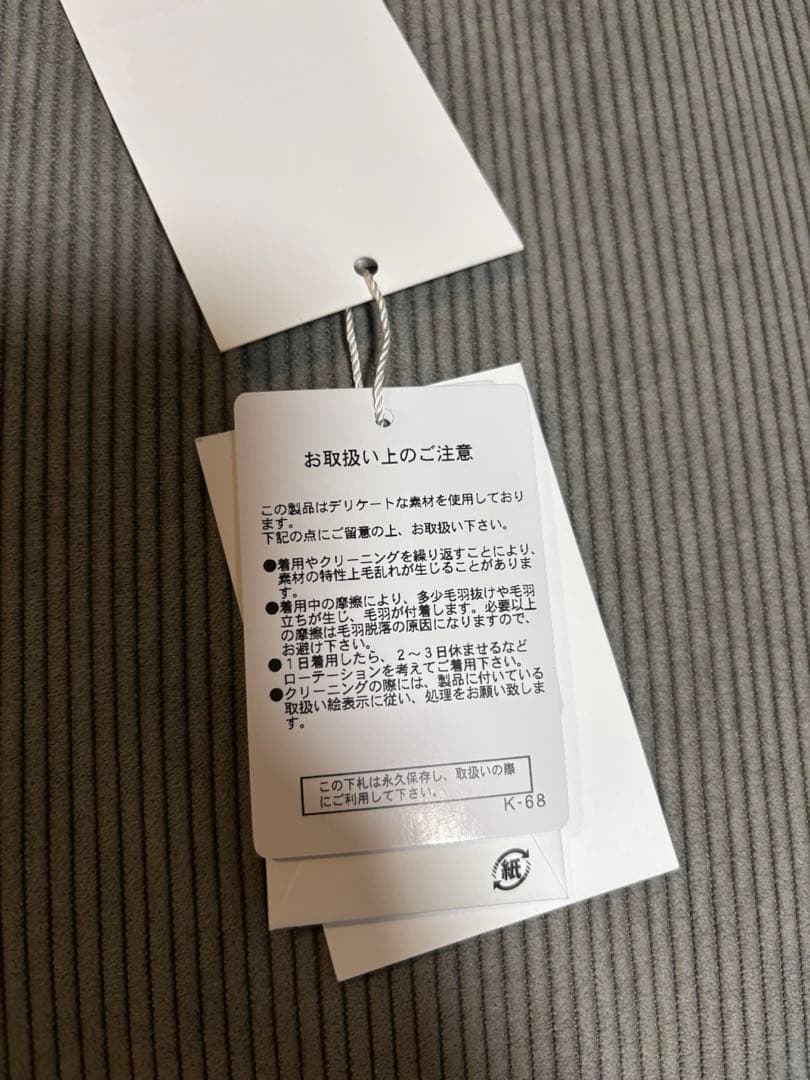 お取扱い上のご注意
この製品はデリケートな素材を使用しており
ます。
下記の点にご留意の上、お取扱い下さい。
●着用やクリーニングを繰り返すことにより、
素材の特性上毛乱れが生じることがありま
す。
●着用中の摩擦により、多少毛羽抜けや毛羽
立ちが生じ、毛羽が付着します。必要以上
の摩擦は毛羽脱落の原因になりますので、
お避け下さい。
●1日着用したら、2～3日休ませるなど
ローテーションを考えてご着用下さい。
●クリーニングの際には、製品に付いている
取扱い絵表示に従い、処理をお願い致しま
す。
この下札は永久保存し、取扱いの際
にご利用して下さい。
K-68
紙